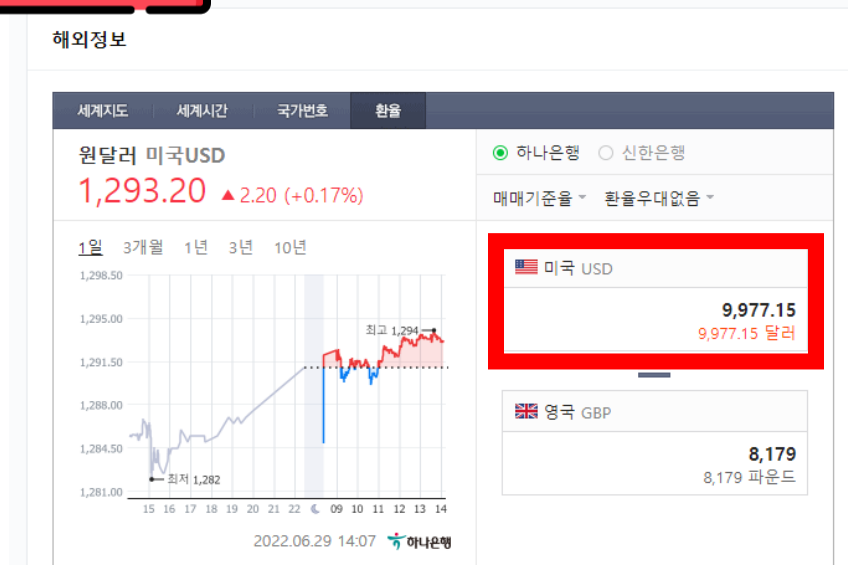 해외정보
세계지도 세계시간 국가번호 환율
원달러 미국USD
1,293.20 ▲ 2.20 (+0.17%)
1일 3개월 1년 3년 10년
1,298.50
1,295.00
1,291.50
1,288.00
1,284.50
1,281.00
최고 1,294
최저 1,282
15 16 17 18 19 20 21 22 09 10 11 12 13 14
2022.06.29 14:07 하나은행
하나은행 신한은행
매매기준율 환율우대없음
미국 USD
9,977.15
9,977.15 달러
영국 GBP
8,179
8,179 파운드